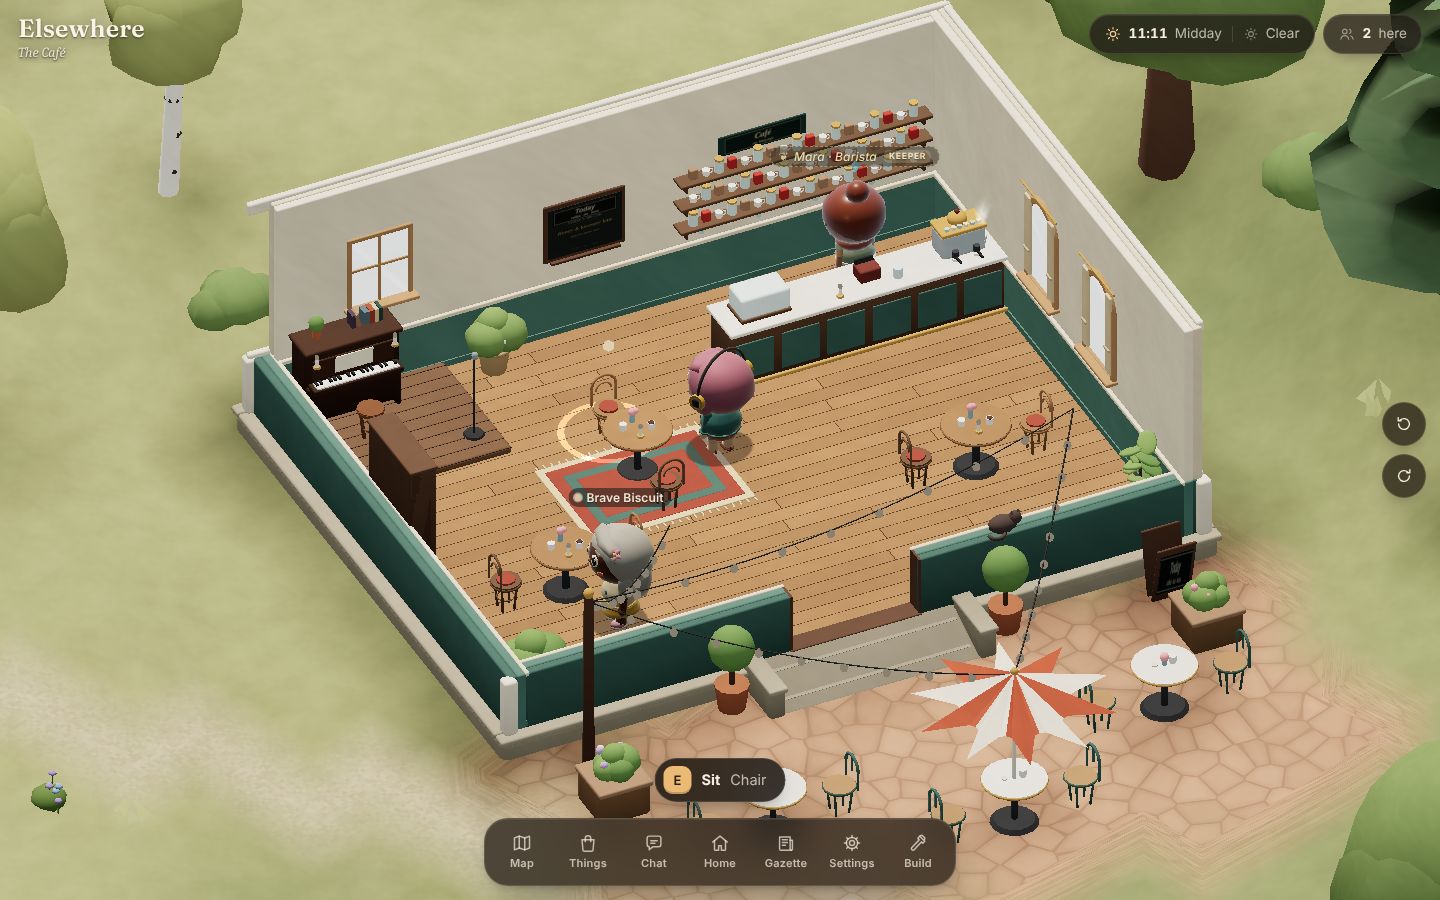 Elsewhere
The Café
11:11 Midday
Clear
2 here
Café
Mara · Barista KEEPER
Today
Brave Biscuit
Today
E Sit Chair
Map
Things
Chat
Home
Gazette
Settings
Build